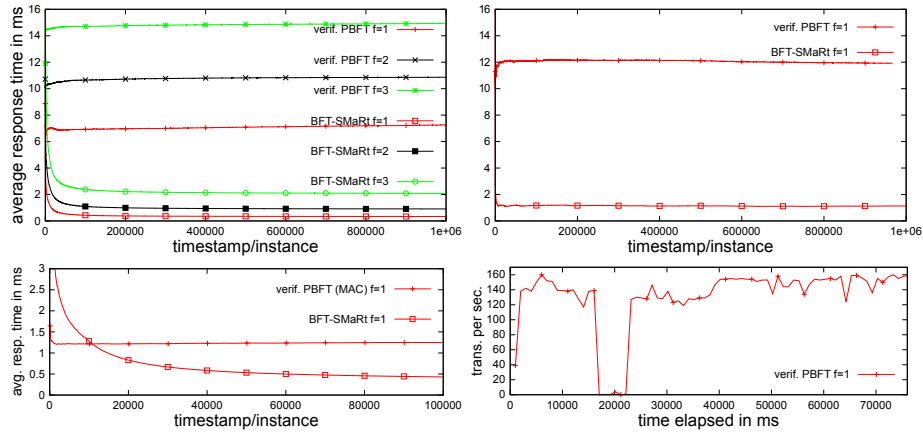 average response time in ms
16
14
12
10
8
6
4
2
0
verif. PBFT f=1
verif. PBFT f=2
verif. PBFT f=3
BFT-SMaRt f=1
BFT-SMaRt f=2
BFT-SMaRt f=3
0 200000 400000 600000 800000 1e+06
timestamp/instance
16
14
12
10
8
6
4
2
0
verif. PBFT f=1
BFT-SMaRt f=1
0 200000 400000 600000 800000 1e+06
timestamp/instance
avg. resp. time in ms
3
2.5
2
1.5
1
0.5
0
verif. PBFT (MAC) f=1
BFT-SMaRt f=1
0 20000 40000 60000 80000 100000
timestamp/instance
trans. per sec.
160
140
120
100
80
60
40
20
0
verif. PBFT f=1
0 10000 20000 30000 40000 50000 60000 70000
time elapsed in ms